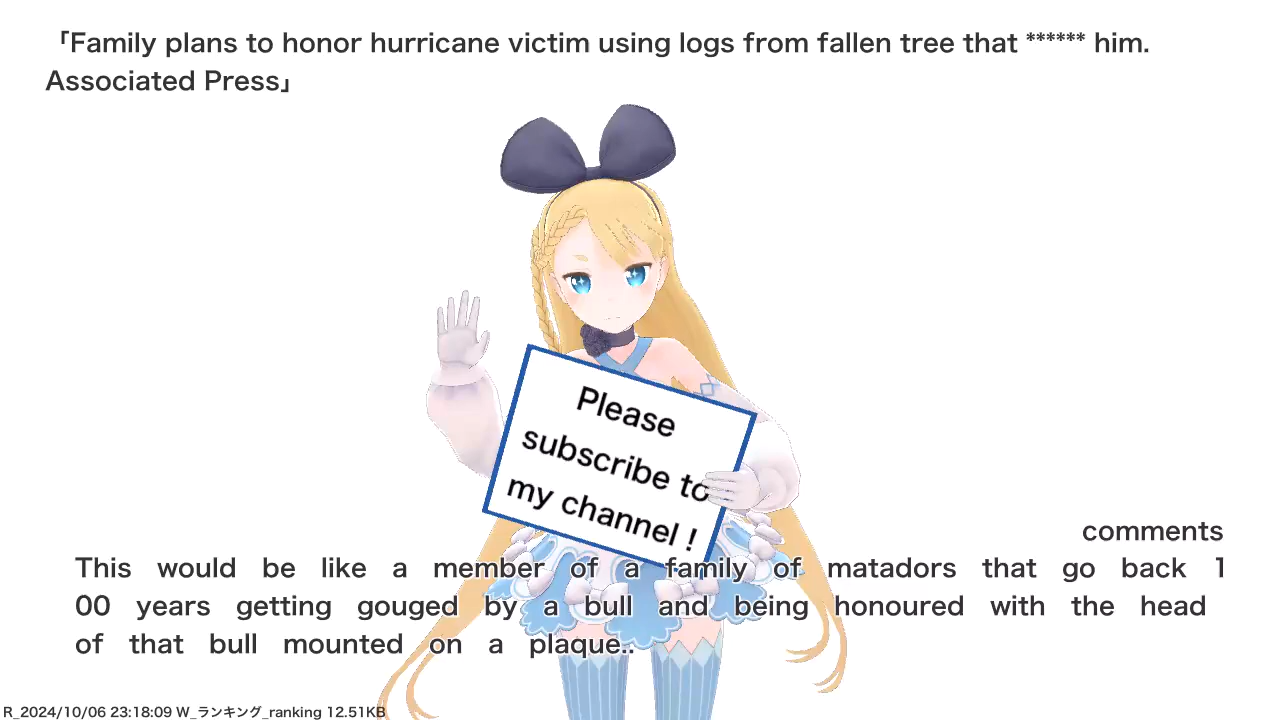 「Family plans to honor hurricane victim using logs from fallen tree that ****** him.
Associated Press」
Please
subscribe to
my channel !
comments
This would be like a member of a family of matadors that go back 1
00 years getting gouged by a bull and being honoured with the head
of that bull mounted on a plaque..
R_2024/10/06 23:18:09 W_ランキング_ranking 12.51KB